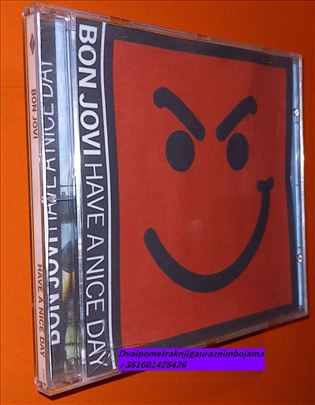 BON JOVI HAVE A NICE DAY
BON JOVI
HAVE A NICE DAY
BON JOVI HAVE A NICE DAY
Dvaipometraknjigauraznimbojama
+381601428426